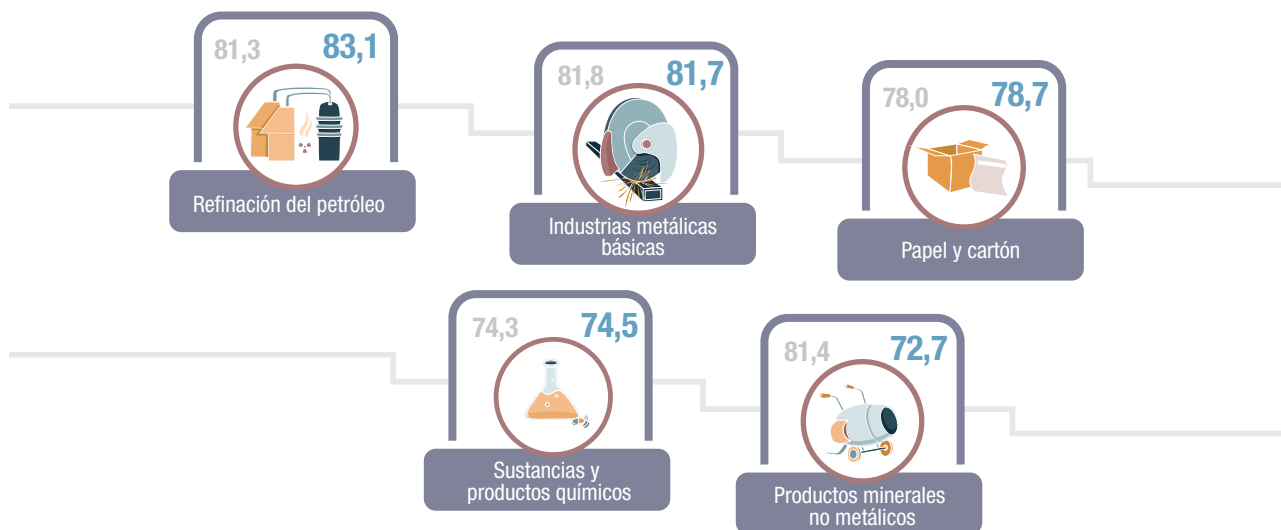 81,3 83,1
Refinación del petróleo
81,8 81,7
Industrias metálicas
básicas
78,0 78,7
Papel y cartón
74,3 74,5
Sustancias y
productos químicos
81,4 72,7
Productos minerales
no metálicos